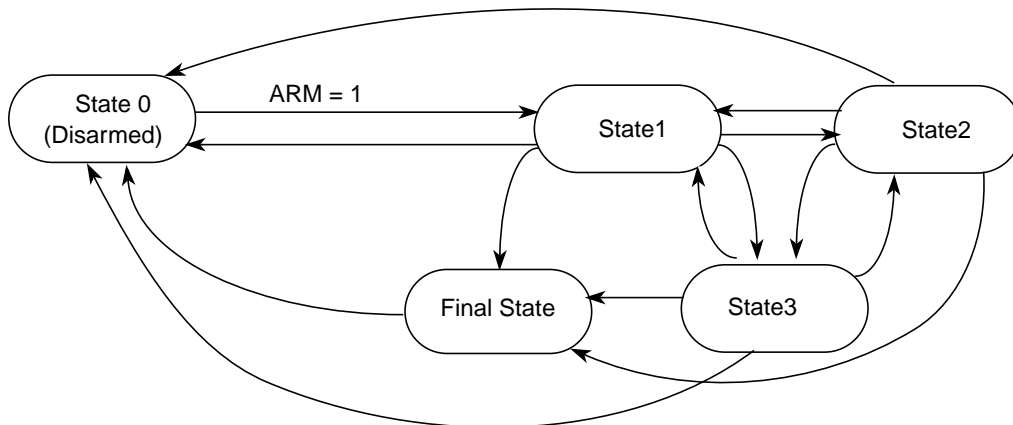 State 0
(Disarmed)
ARM = 1
State1
State2
Final State
State3